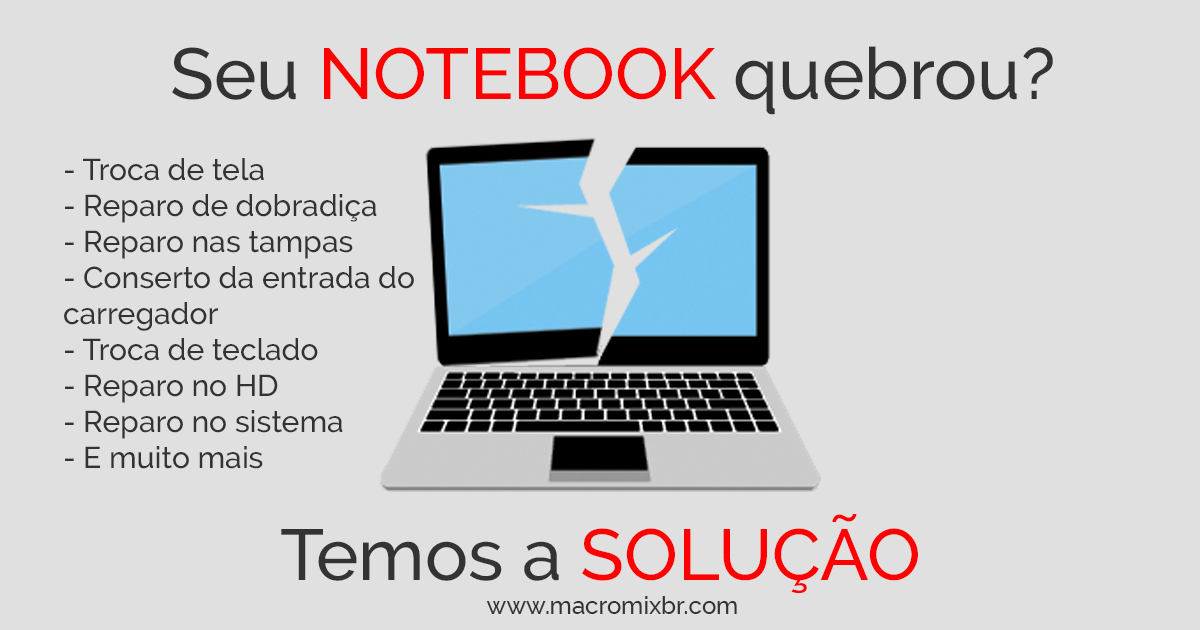 Seu NOTEBOOK quebrou?
- Troca de tela
- Reparo de dobradiça
- Reparo nas tampas
- Conserto da entrada do
carregador
- Troca de teclado
- Reparo no HD
- Reparo no sistema
- E muito mais
Temos a SOLUÇÃO
www.macromixbr.com